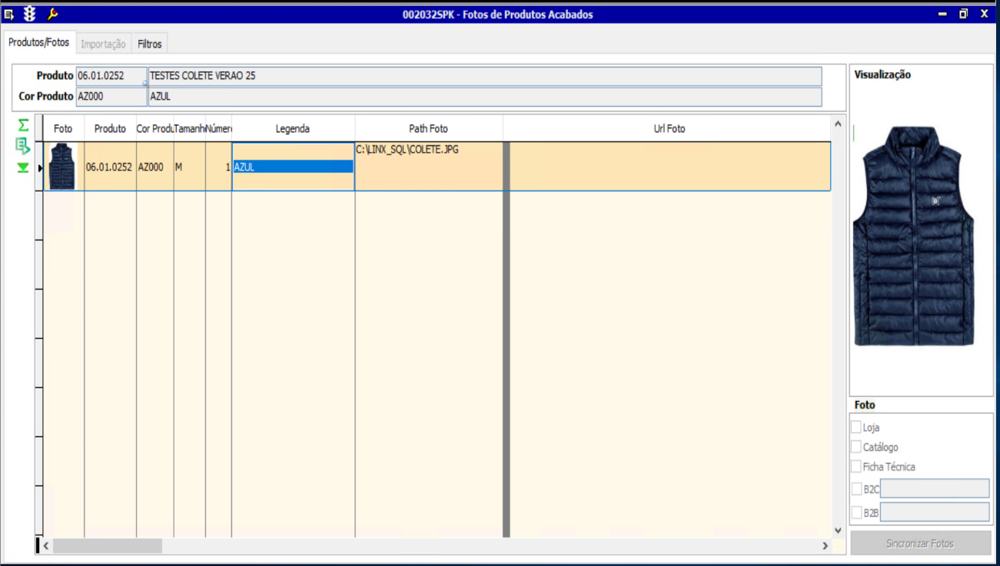 002032SPK - Fotos de Produtos Acabados
Produtos/Fotos Importação Filtros
Produto 06.01.0252 TESTES COLETE VERAO 25
Cor Produto AZ000 AZUL
Visualização
Foto Produto Cor Produ Tamanh Númer Legenda Path Foto Url Foto
06.01.0252 AZ000 M 1 AZUL C:\LINX_SQL\COLETE.JPG
Foto
Loja
Catálogo
Ficha Técnica
B2C
B2B
Sincronizar Fotos